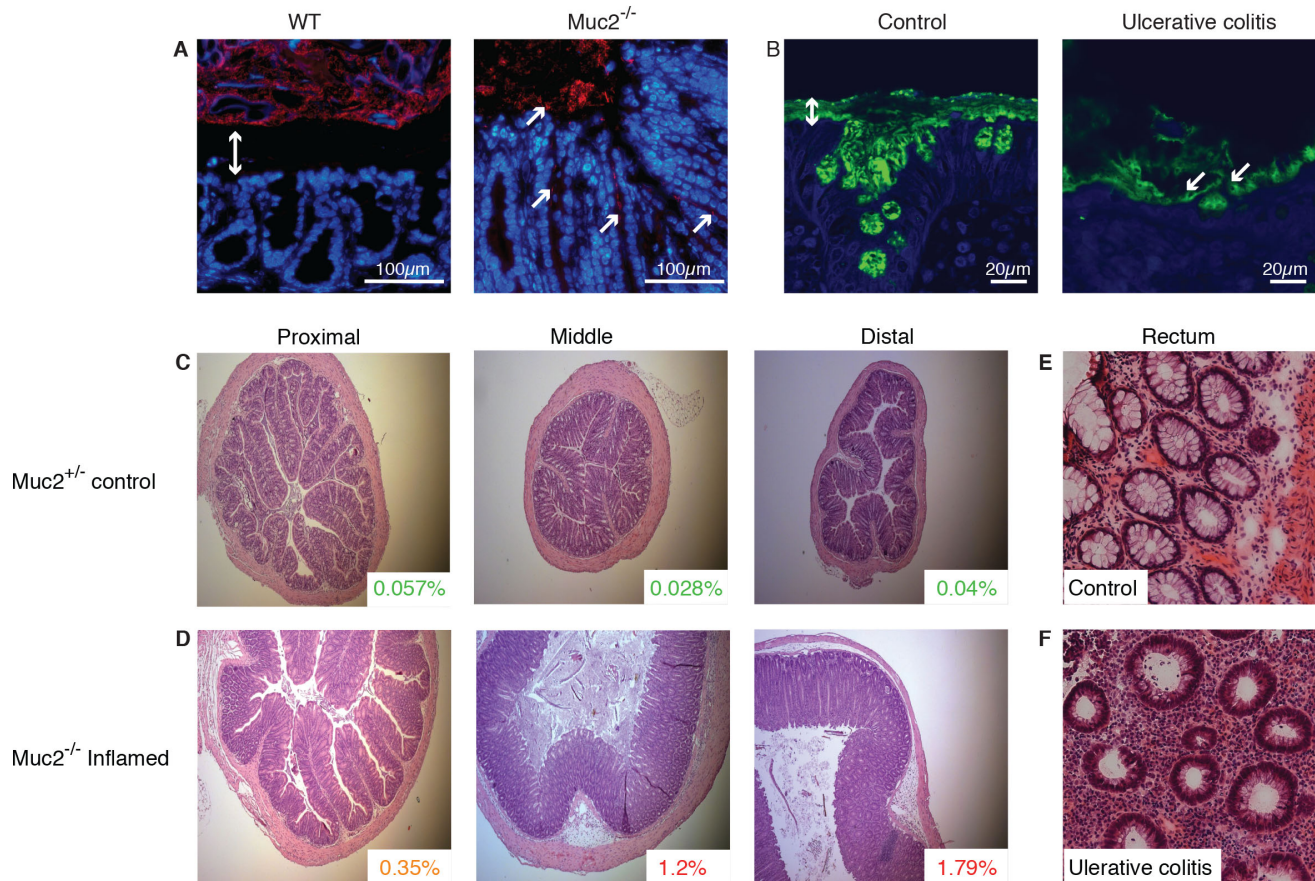 WT
Muc2-/-
Control
Ulcerative colitis
A
B
100µm
100µm
20µm
20µm
Proximal
Middle
Distal
Rectum
C
E
Muc2+/- control
0.057%
0.028%
0.04%
Control
D
F
Muc2-/- Inflamed
0.35%
1.2%
1.79%
Ulerative colitis